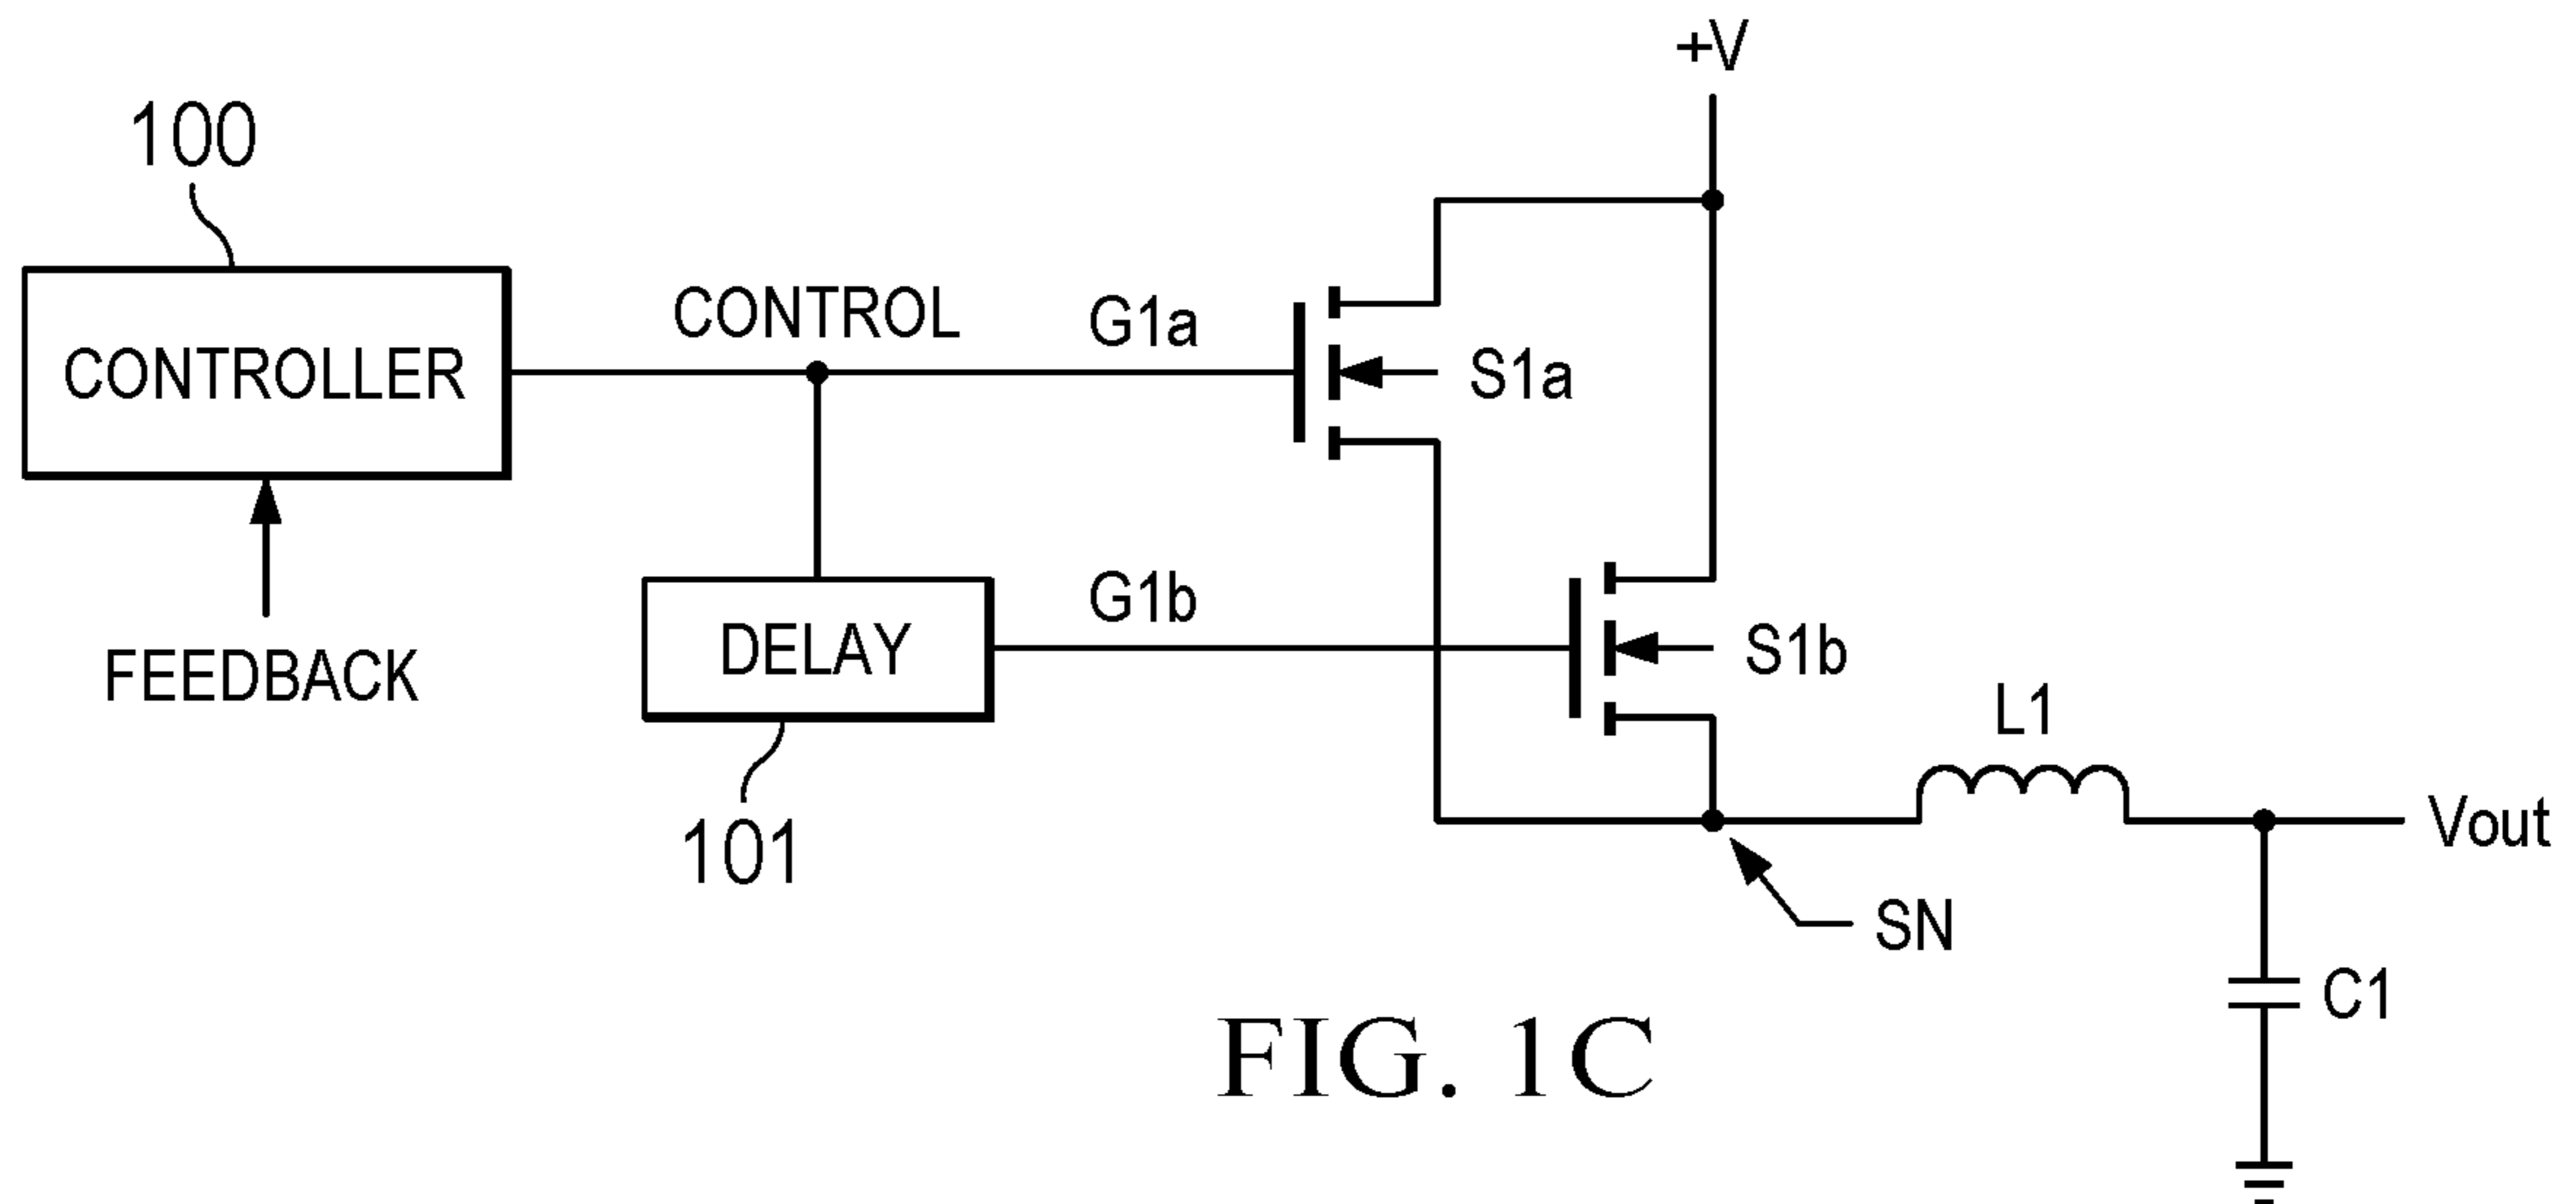 +V
100
CONTROLLER
CONTROL
G1a
S1a
FEEDBACK
DELAY
G1b
S1b
101
L1
Vout
SN
C1
FIG. 1C